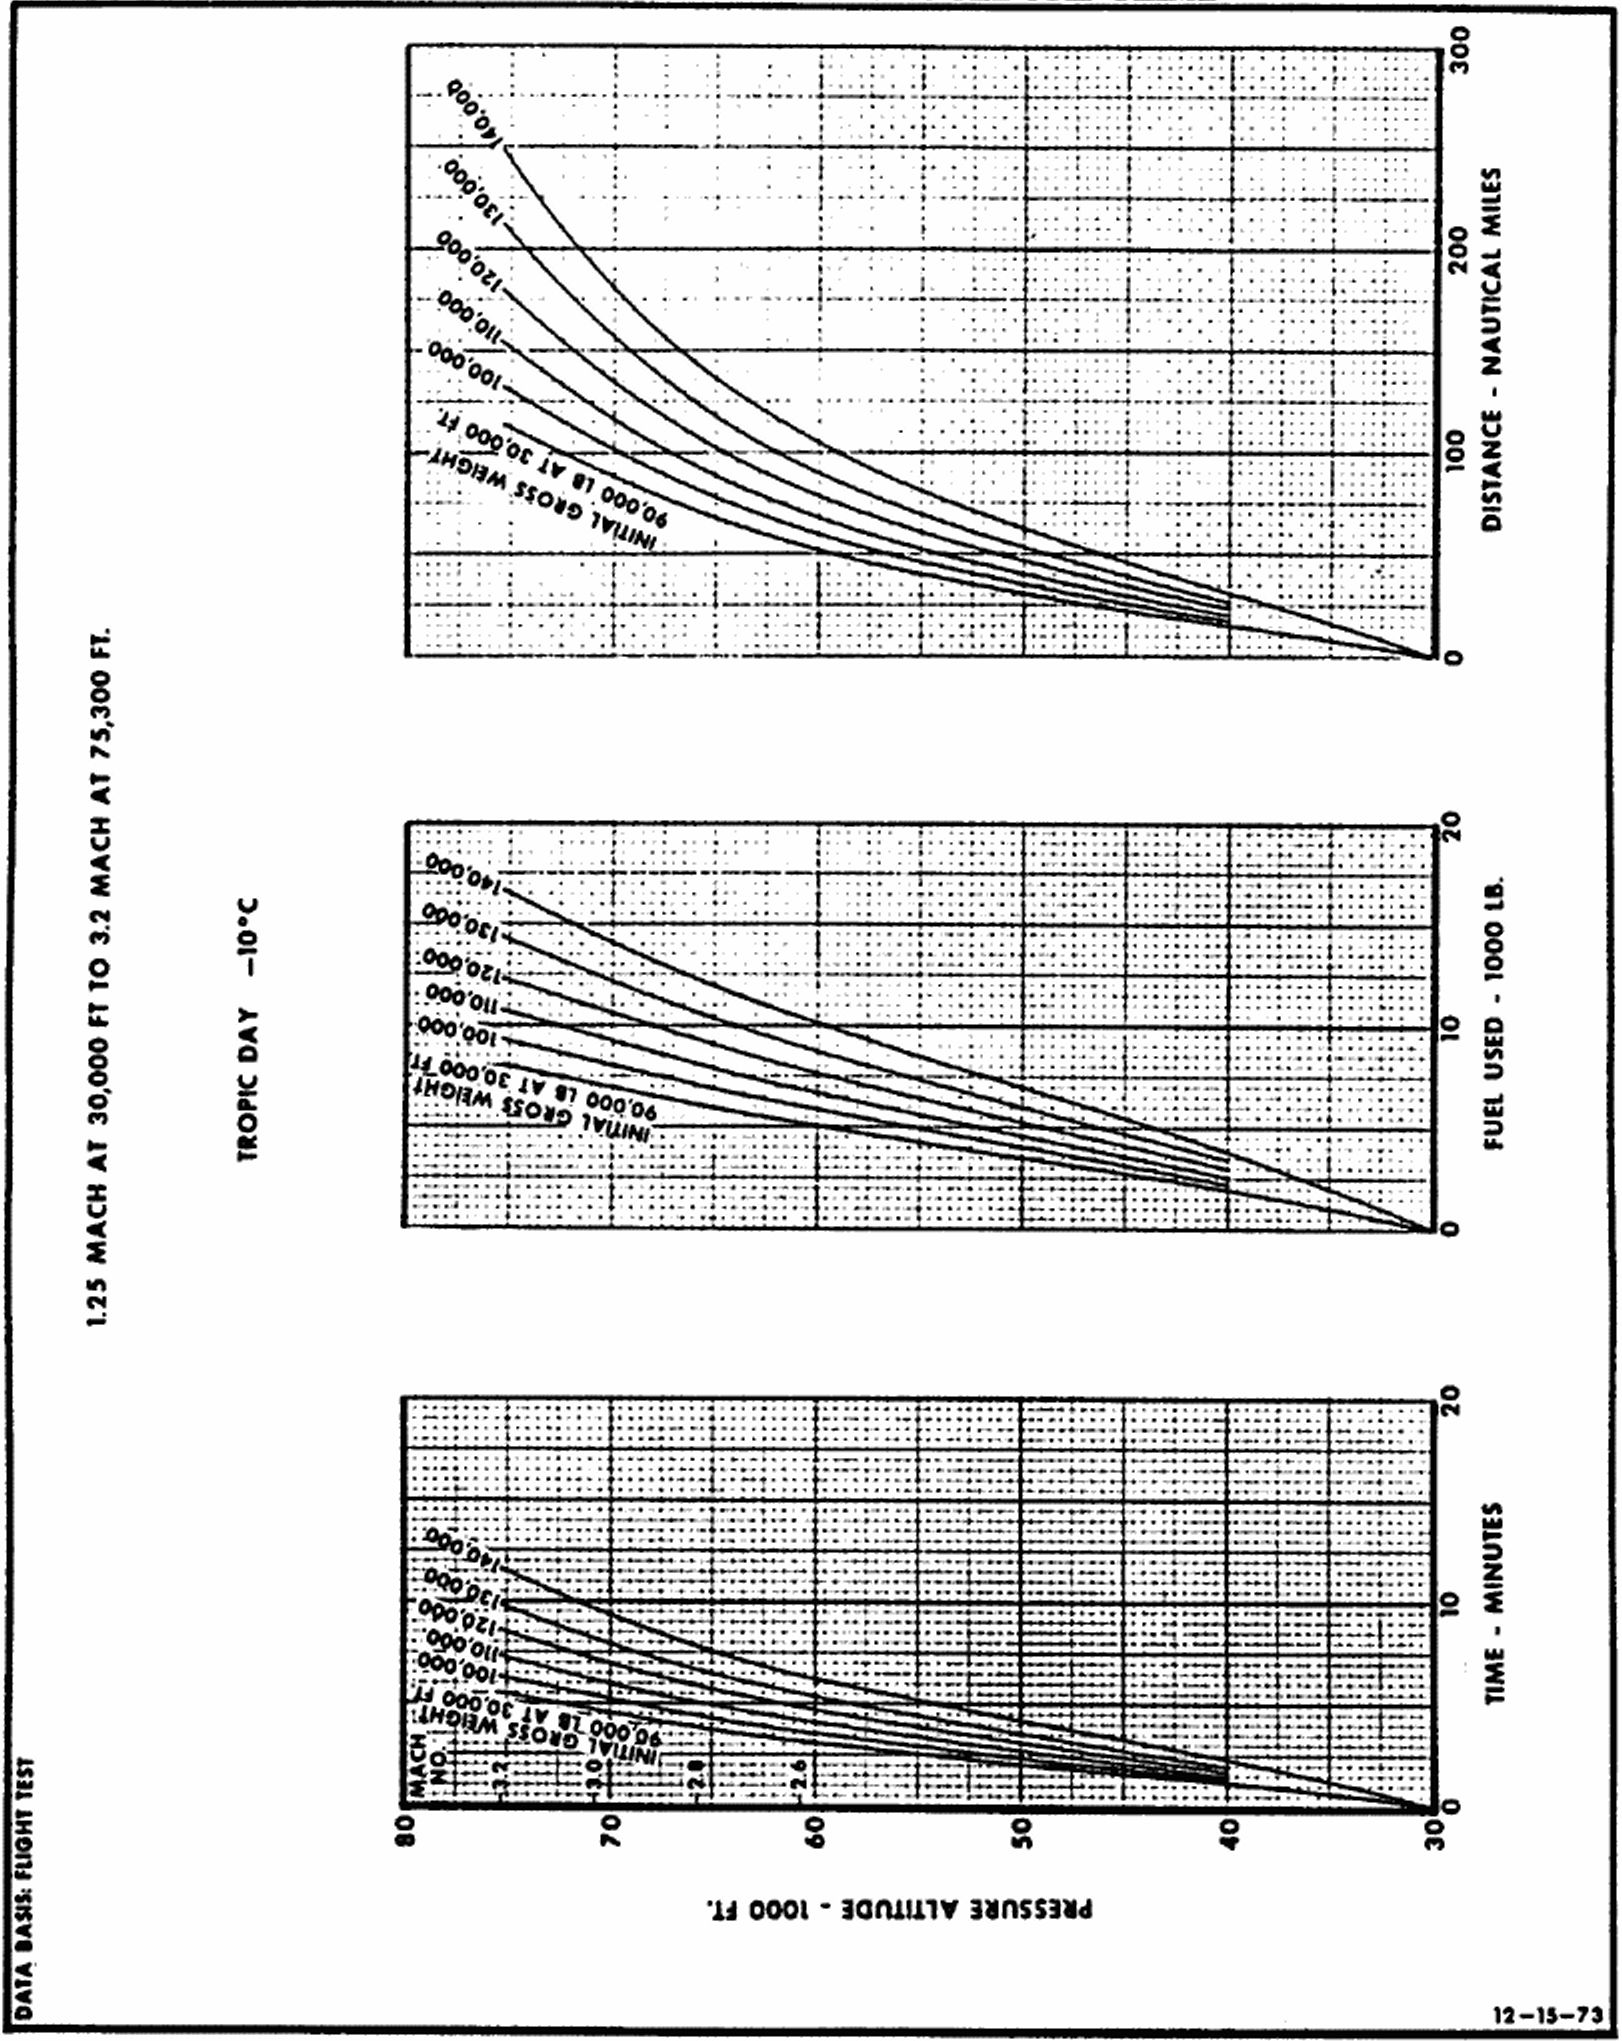 DATA BASIS: FLIGHT TEST
1.25 MACH AT 30,000 FT TO 3.2 MACH AT 75,300 FT.
TROPIC DAY −10°C
PRESSURE ALTITUDE - 1000 FT.
80
70
60
50
40
30
MACH
NO.
3.2
3.0
2.8
2.6
INITIAL GROSS WEIGHT
90,000 LB AT 30,000 FT
100,000
110,000
120,000
130,000
140,000
0
10
20
TIME - MINUTES
INITIAL GROSS WEIGHT
90,000 LB AT 30,000 FT.
100,000
110,000
120,000
130,000
140,000
0
10
20
FUEL USED - 1000 LB.
INITIAL GROSS WEIGHT
90,000 LB AT 30,000 FT.
100,000
110,000
120,000
130,000
140,000
0
100
200
300
DISTANCE - NAUTICAL MILES
12-15-73